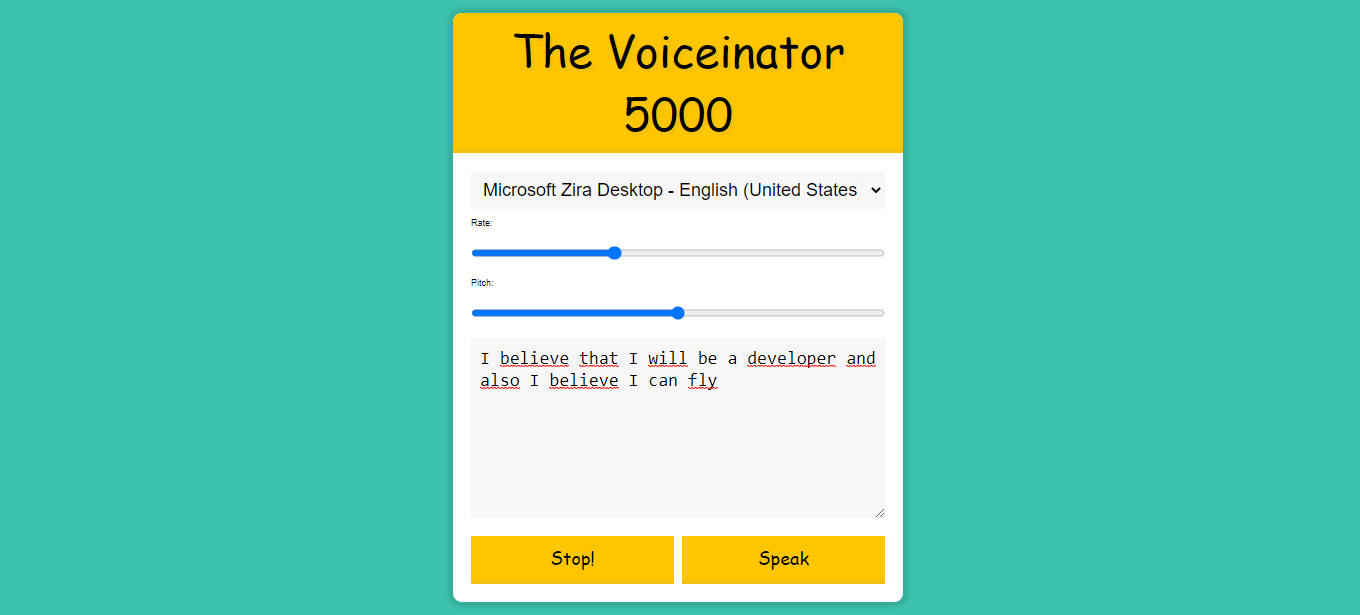 The Voiceinator
5000
Microsoft Zira Desktop - English (United States
Rate:
Pitch:
I believe that I will be a developer and
also I believe I can fly
Stop!
Speak